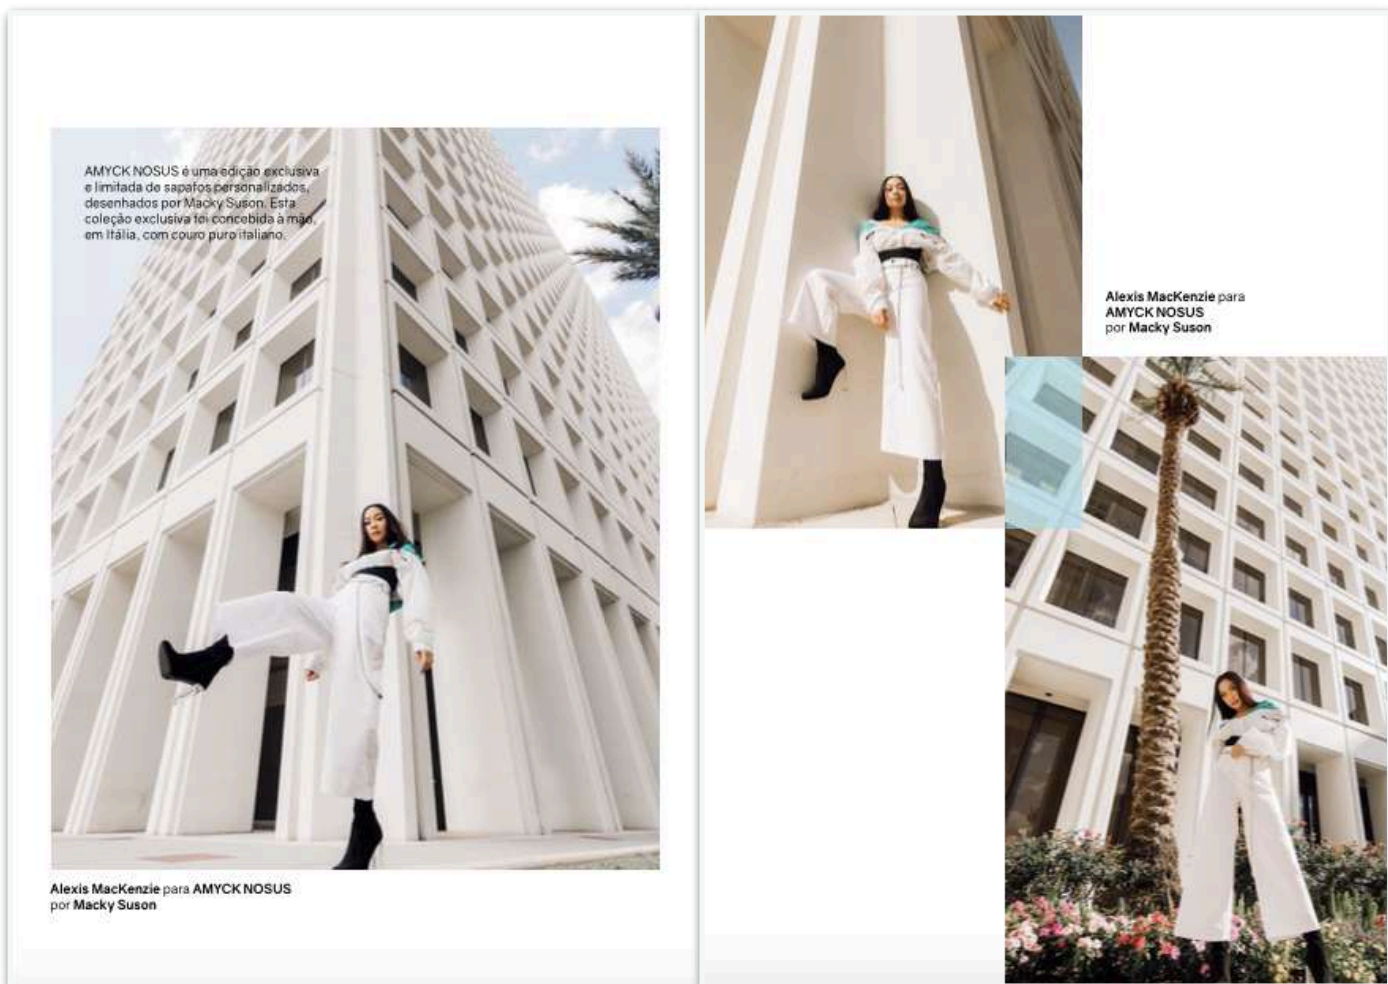 AMYCK NOSUS é uma edição exclusiva
e limitada de sapatos personalizados,
desenhados por Macky Suson. Esta
coleção exclusiva foi concebida à mão,
em Itália, com couro puro italiano.
Alexis MacKenzie para AMYCK NOSUS
por Macky Suson
Alexis MacKenzie para
AMYCK NOSUS
por Macky Suson